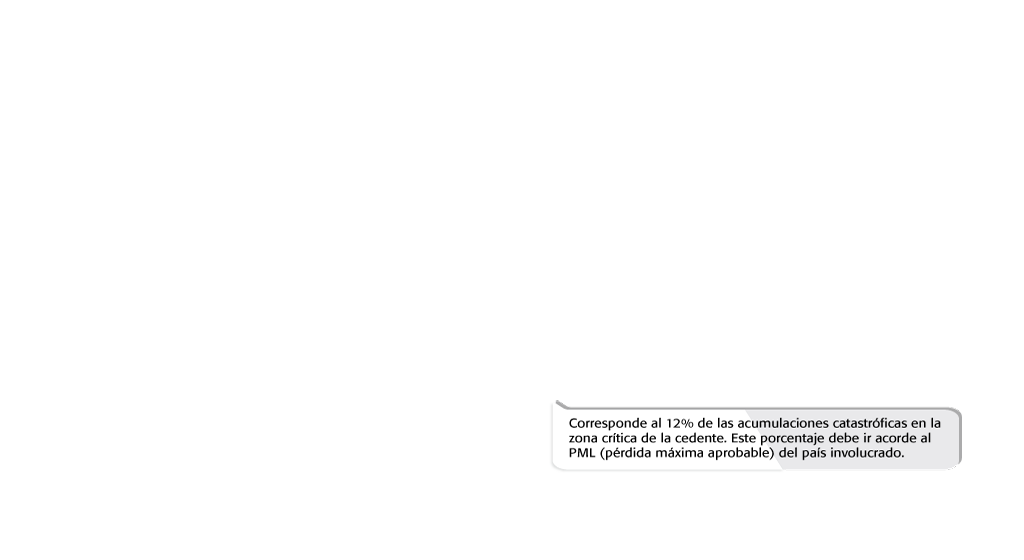 Corresponde al 12% de las acumulaciones catastróficas en la
zona crítica de la cedente. Este porcentaje debe ir acorde al
PML (pérdida máxima aprobable) del país involucrado.